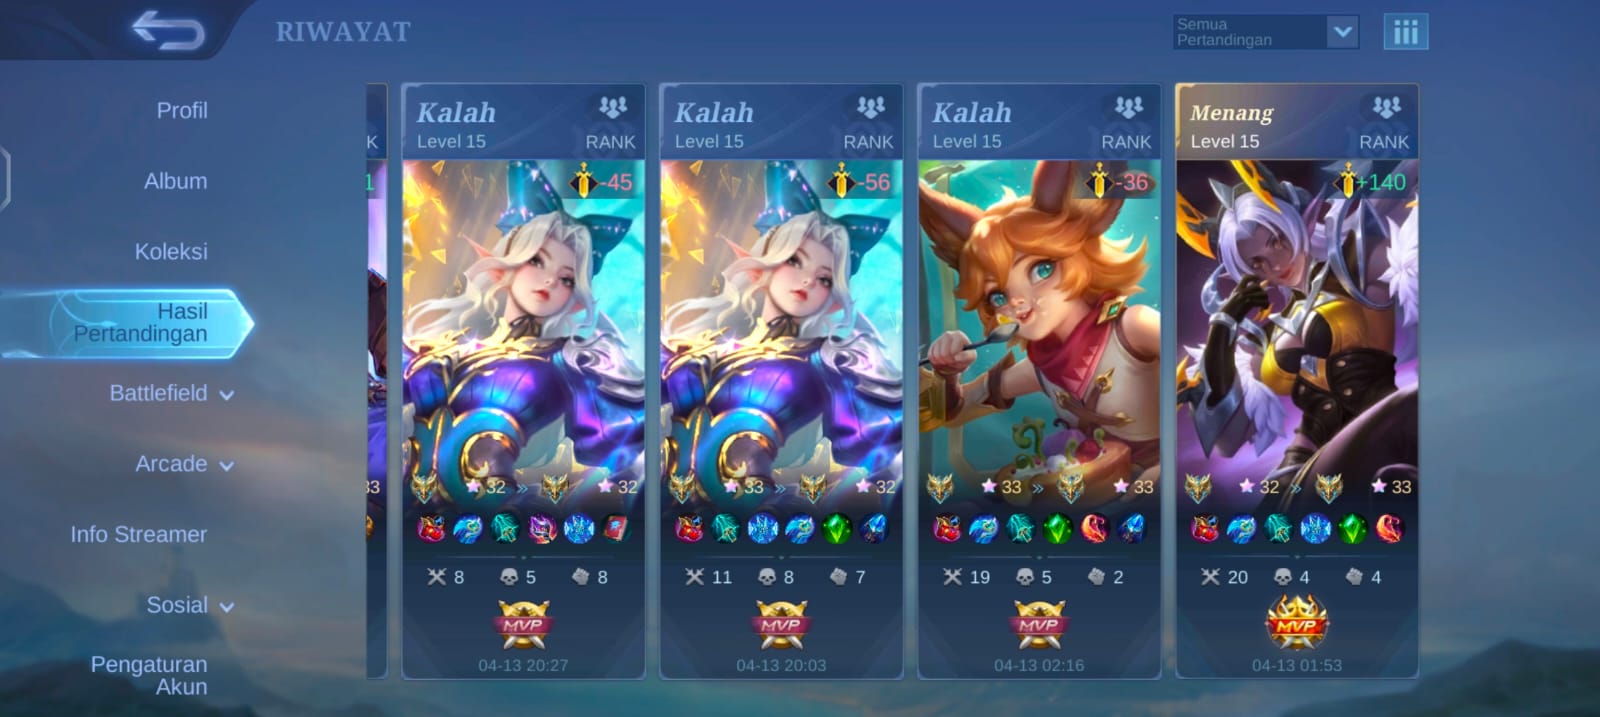 RIWAYAT
Semua
Pertandingan
Profil
Album
Koleksi
Hasil
Pertandingan
Battlefield
Arcade
Info Streamer
Sosial
Pengaturan
Akun
K
1
33
Kalah
Level 15 RANK
-45
32 » 32
8 5 8
MVP
04-13 20:27
Kalah
Level 15 RANK
-56
33 » 32
11 8 7
MVP
04-13 20:03
Kalah
Level 15 RANK
-36
33 » 33
19 5 2
MVP
04-13 02:16
Menang
Level 15 RANK
+140
32 » 33
20 4 4
MVP
04-13 01:53